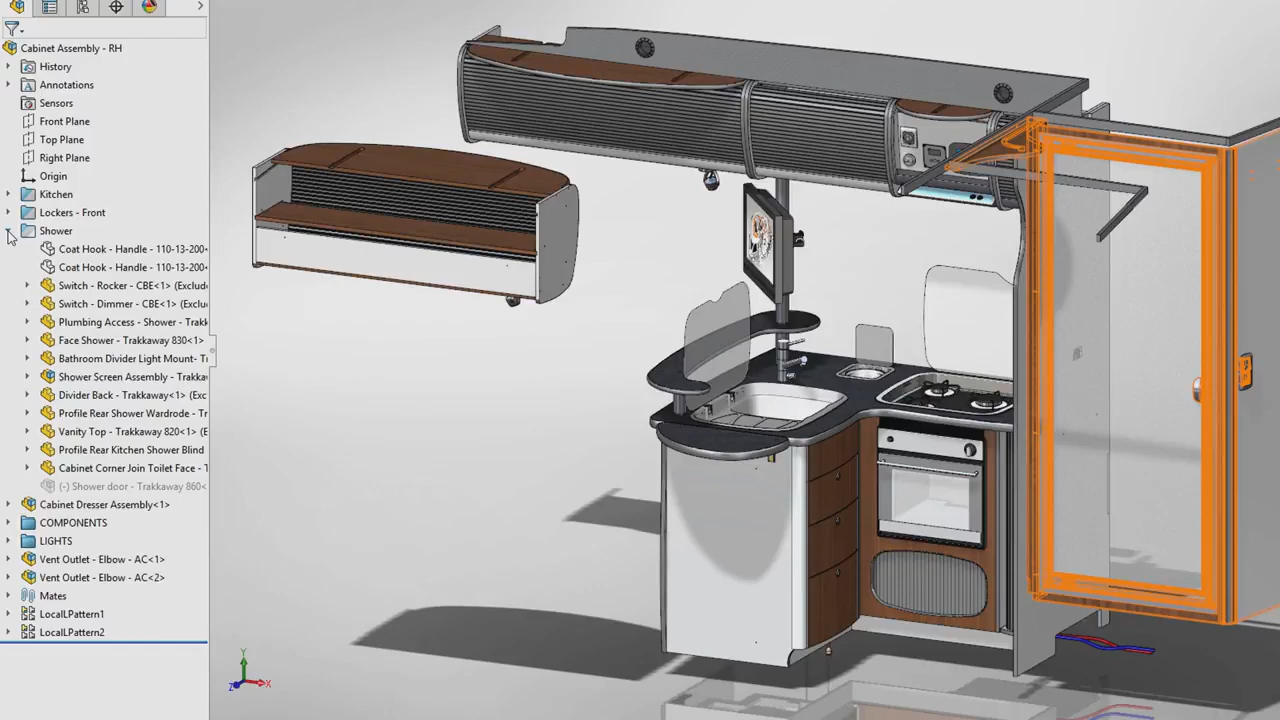 Cabinet Assembly - RH
History
Annotations
Sensors
Front Plane
Top Plane
Right Plane
Origin
Kitchen
Lockers - Front
Shower
Coat Hook - Handle - 110-13-200
Coat Hook - Handle - 110-13-200
Switch - Rocker - CBE<1> (Exclud
Switch - Dimmer - CBE<1> (Exclu
Plumbing Access - Shower - Trakk
Face Shower - Trakkaway 830<1>
Bathroom Divider Light Mount- Tr
Shower Screen Assembly - Trakka
Divider Back - Trakkaway<1> (Exc
Profile Rear Shower Wardrode - Tr
Vanity Top - Trakkaway 820<1> (E
Profile Rear Kitchen Shower Blind
Cabinet Corner Join Toilet Face - T
(-) Shower door - Trakkaway 860<
Cabinet Dresser Assembly<1>
COMPONENTS
LIGHTS
Vent Outlet - Elbow - AC<1>
Vent Outlet - Elbow - AC<2>
Mates
LocalLPattern1
LocalLPattern2
Y
Z X